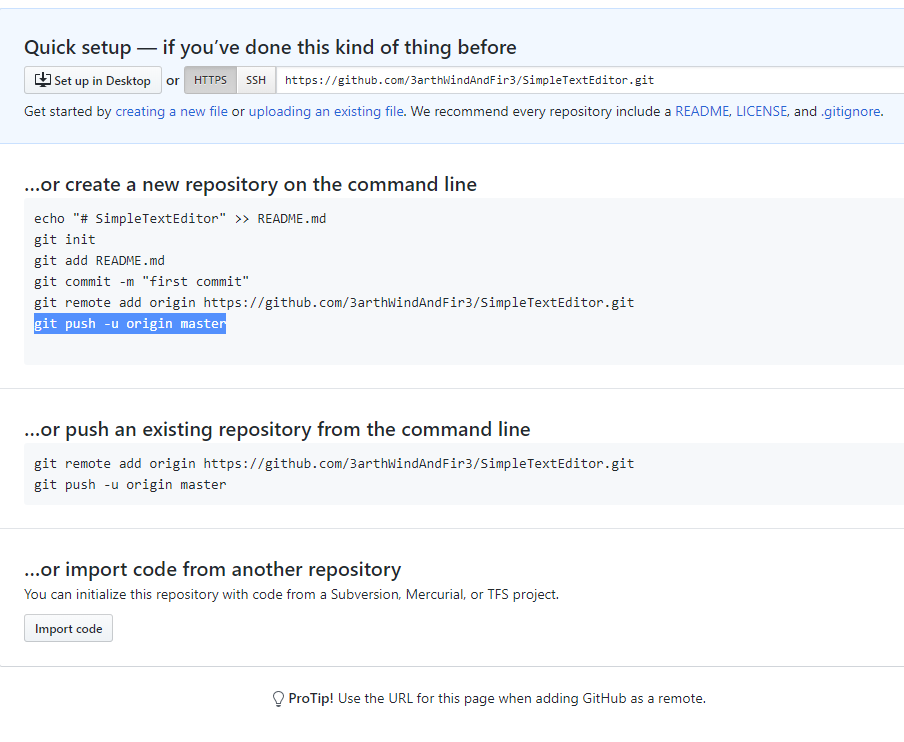 Quick setup — if you’ve done this kind of thing before
Set up in Desktop or HTTPS SSH https://github.com/3arthWindAndFir3/SimpleTextEditor.git
Get started by creating a new file or uploading an existing file. We recommend every repository include a README, LICENSE, and .gitignore.
…or create a new repository on the command line
echo "# SimpleTextEditor" >> README.md
git init
git add README.md
git commit -m "first commit"
git remote add origin https://github.com/3arthWindAndFir3/SimpleTextEditor.git
git push -u origin master
…or push an existing repository from the command line
git remote add origin https://github.com/3arthWindAndFir3/SimpleTextEditor.git
git push -u origin master
…or import code from another repository
You can initialize this repository with code from a Subversion, Mercurial, or TFS project.
Import code
ProTip! Use the URL for this page when adding GitHub as a remote.